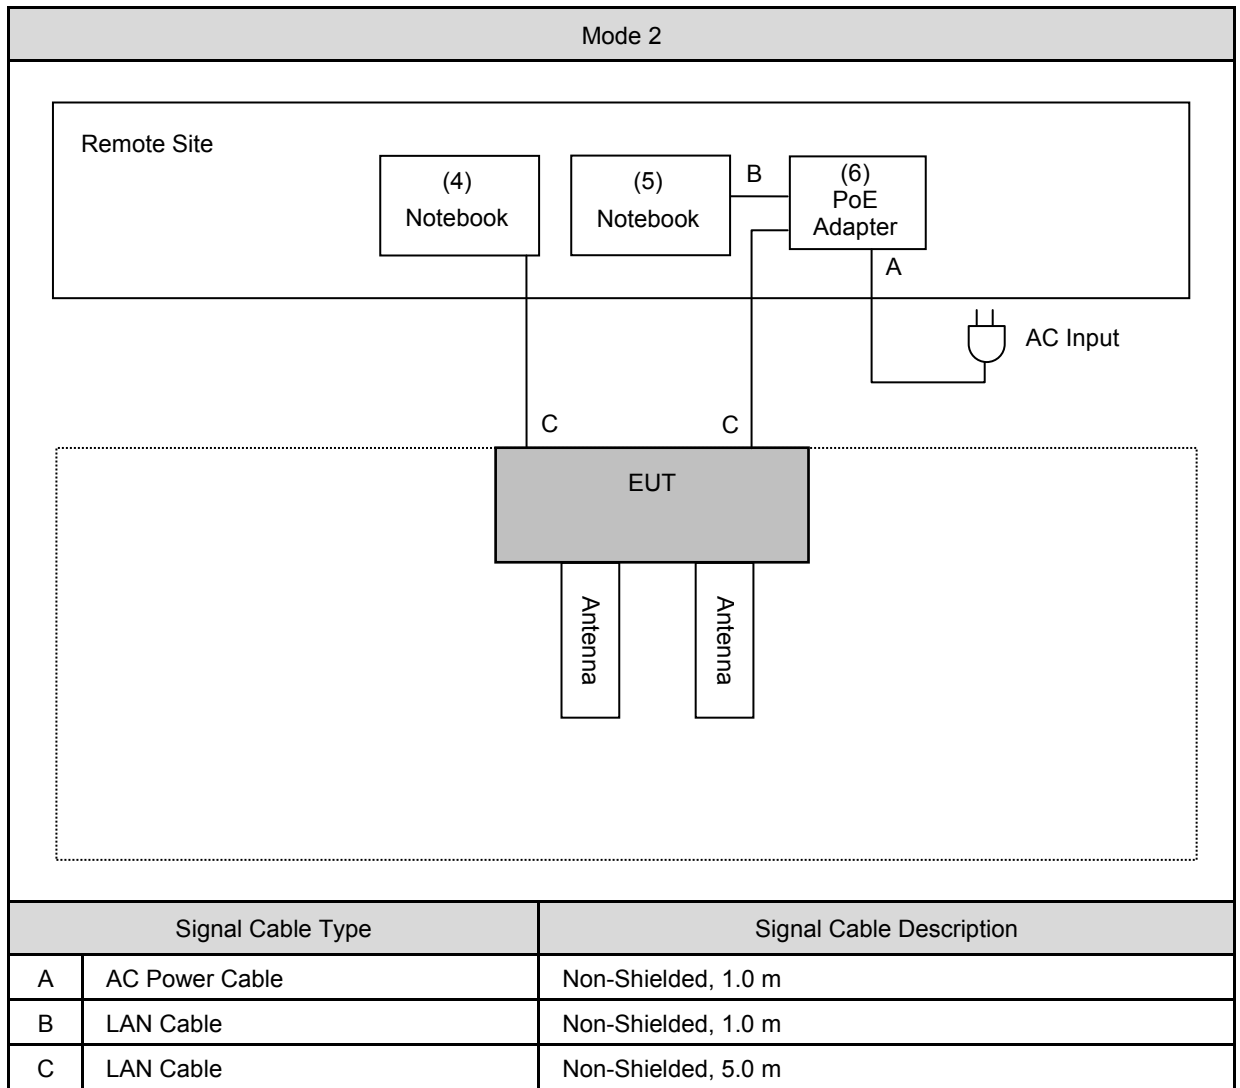 Mode 2
Remote Site
(4)
Notebook
(5)
Notebook
B
(6)
PoE
Adapter
A
AC Input
C
C
EUT
Antenna
Antenna
Signal Cable Type
Signal Cable Description
A
AC Power Cable
Non-Shielded, 1.0 m
B
LAN Cable
Non-Shielded, 1.0 m
C
LAN Cable
Non-Shielded, 5.0 m